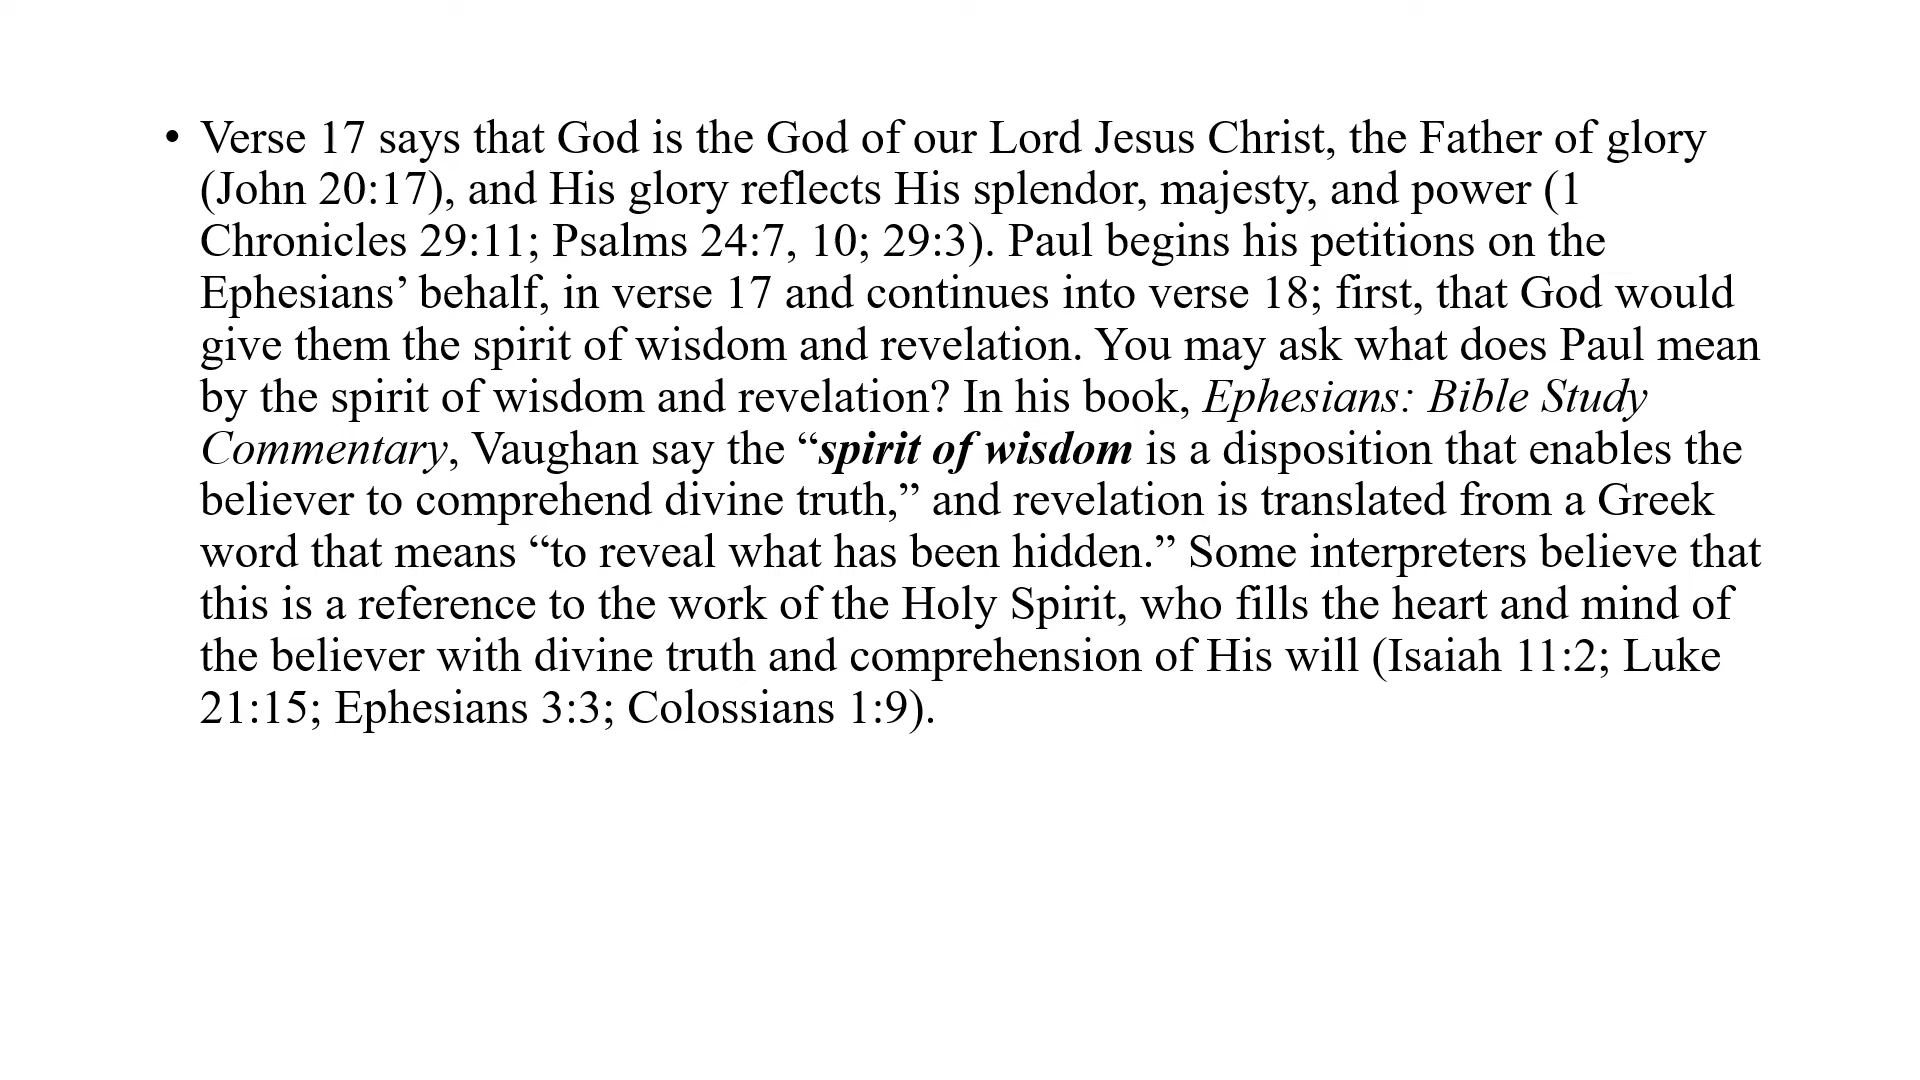 • Verse 17 says that God is the God of our Lord Jesus Christ, the Father of glory
(John 20:17), and His glory reflects His splendor, majesty, and power (1
Chronicles 29:11; Psalms 24:7, 10; 29:3). Paul begins his petitions on the
Ephesians’ behalf, in verse 17 and continues into verse 18; first, that God would
give them the spirit of wisdom and revelation. You may ask what does Paul mean
by the spirit of wisdom and revelation? In his book, Ephesians: Bible Study
Commentary, Vaughan say the “spirit of wisdom is a disposition that enables the
believer to comprehend divine truth,” and revelation is translated from a Greek
word that means “to reveal what has been hidden.” Some interpreters believe that
this is a reference to the work of the Holy Spirit, who fills the heart and mind of
the believer with divine truth and comprehension of His will (Isaiah 11:2; Luke
21:15; Ephesians 3:3; Colossians 1:9).